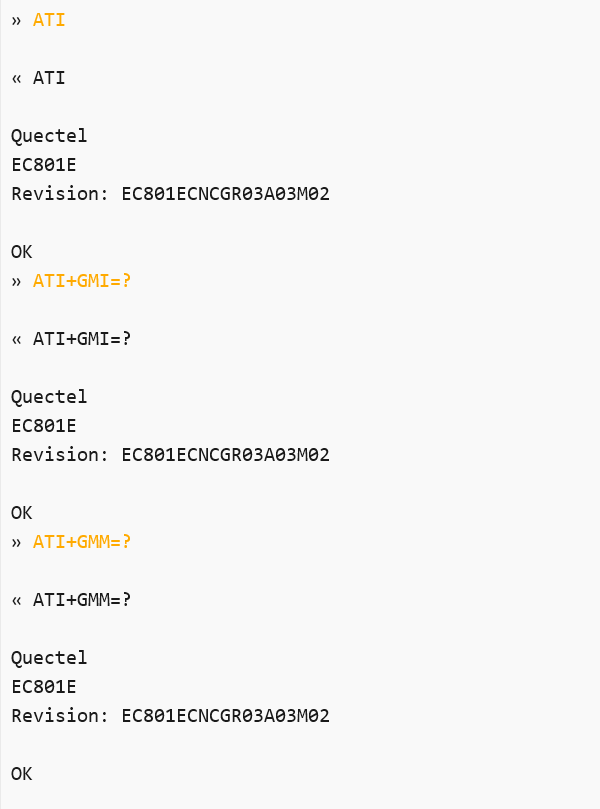 » ATI
« ATI
Quectel
EC801E
Revision: EC801ECNCGR03A03M02
OK
» ATI+GMI=?
« ATI+GMI=?
Quectel
EC801E
Revision: EC801ECNCGR03A03M02
OK
» ATI+GMM=?
« ATI+GMM=?
Quectel
EC801E
Revision: EC801ECNCGR03A03M02
OK